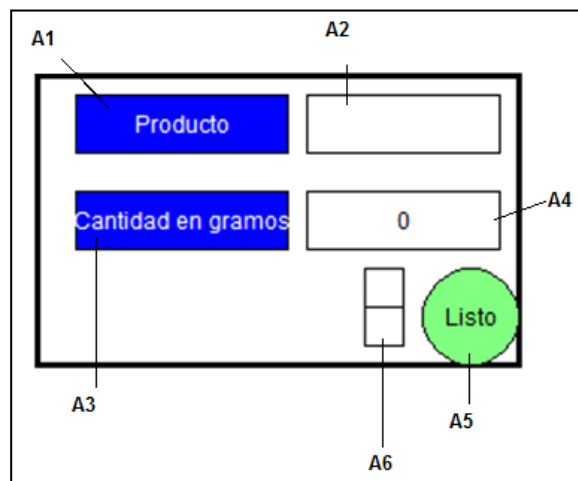 A1
A2
Producto
Cantidad en gramos
0
A4
Listo
A3
A5
A6